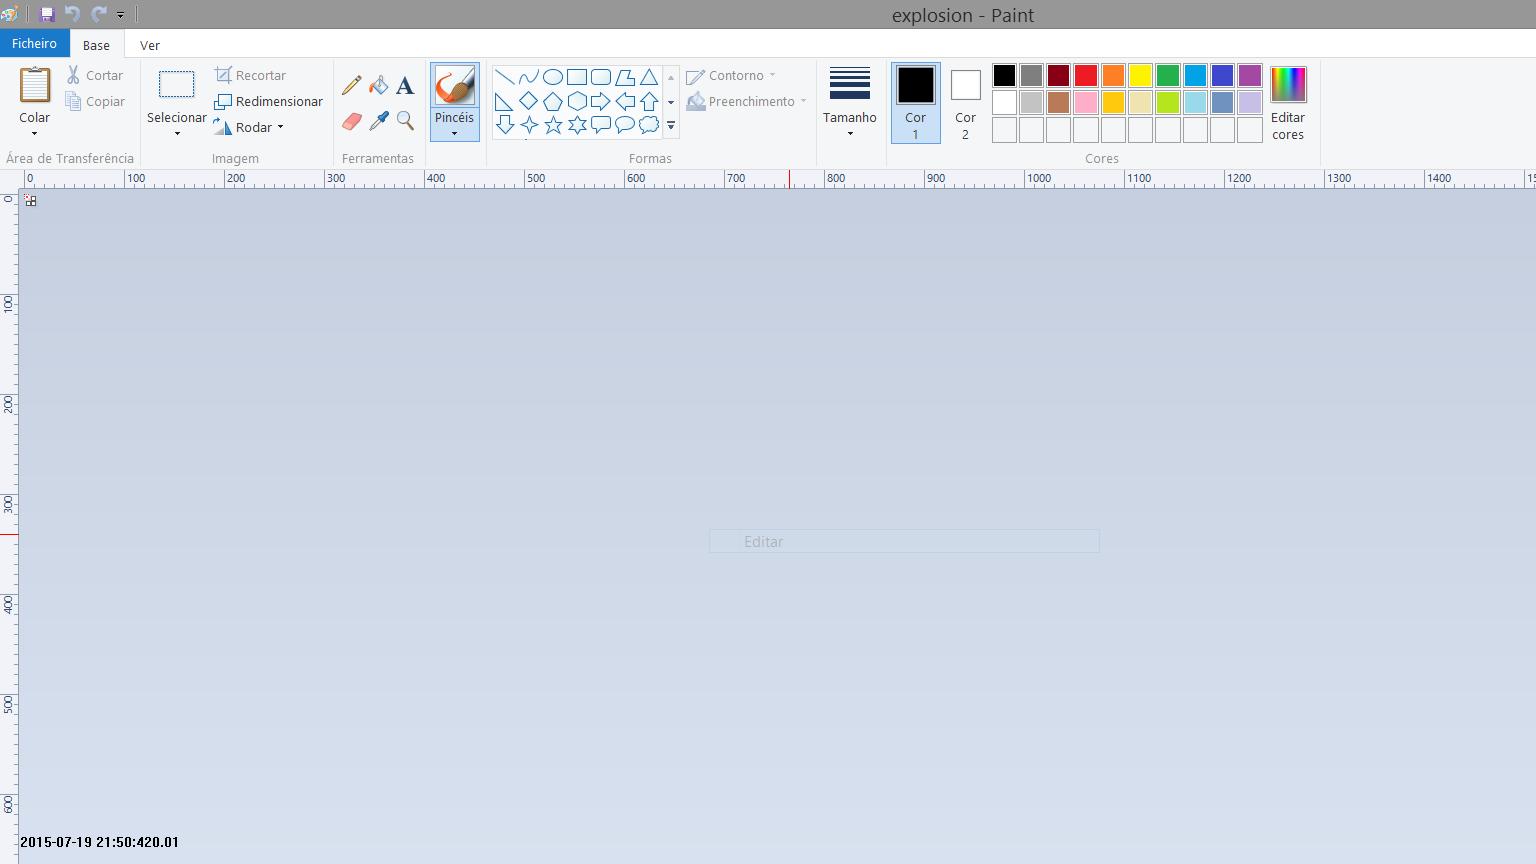 explosion - Paint
Ficheiro Base Ver
Colar
Cortar
Copiar
Área de Transferência
Selecionar
Recortar
Redimensionar
Rodar
Imagem
A
Ferramentas
Pincéis
Contorno
Preenchimento
Formas
Tamanho
Cor
1
Cor
2
Editar
cores
Cores
0 100 200 300 400 500 600 700 800 900 1000 1100 1200 1300 1400
0
100
200
300
400
500
600
Editar
2015-07-19 21:50:420.01